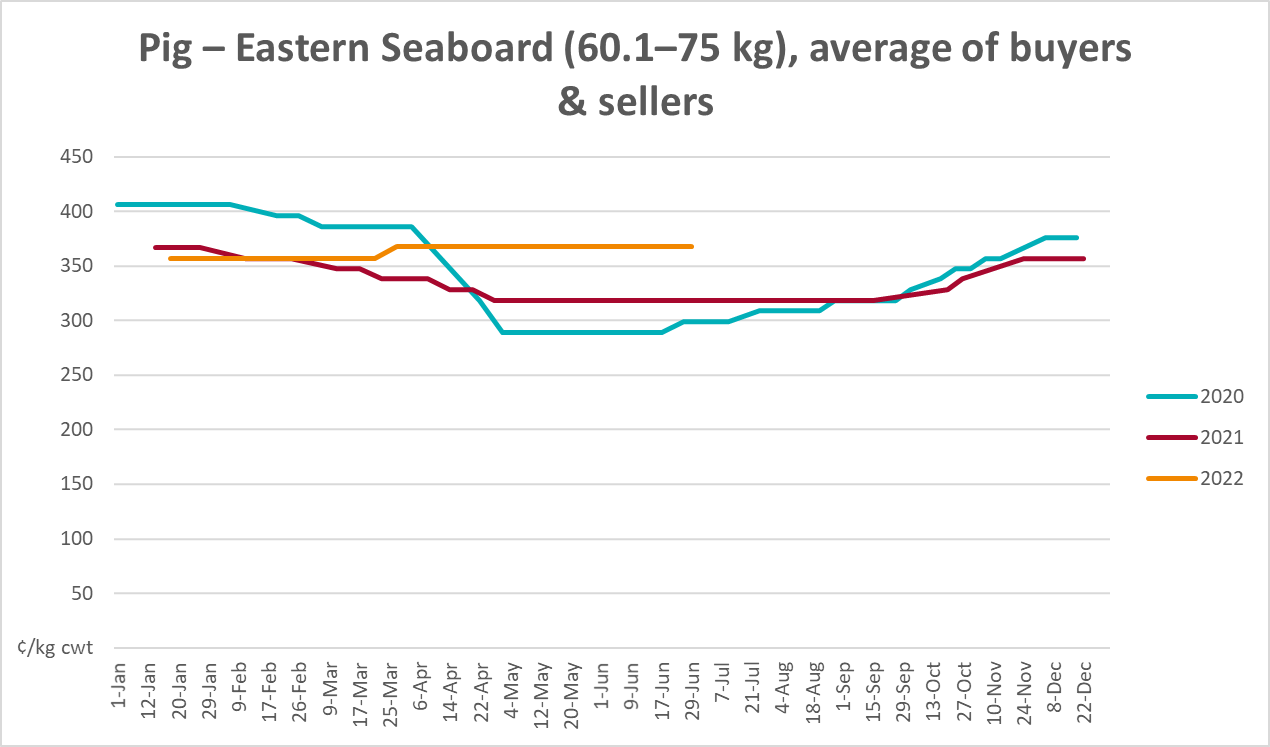 Pig – Eastern Seaboard (60.1–75 kg), average of buyers
& sellers
450
400
350
300
250
200
150
100
50
¢/kg cwt
1-Jan
12-Jan
20-Jan
29-Jan
9-Feb
17-Feb
26-Feb
9-Mar
17-Mar
25-Mar
6-Apr
14-Apr
22-Apr
4-May
12-May
20-May
1-Jun
9-Jun
17-Jun
29-Jun
7-Jul
21-Jul
4-Aug
18-Aug
1-Sep
15-Sep
29-Sep
13-Oct
27-Oct
10-Nov
24-Nov
8-Dec
22-Dec
2020
2021
2022